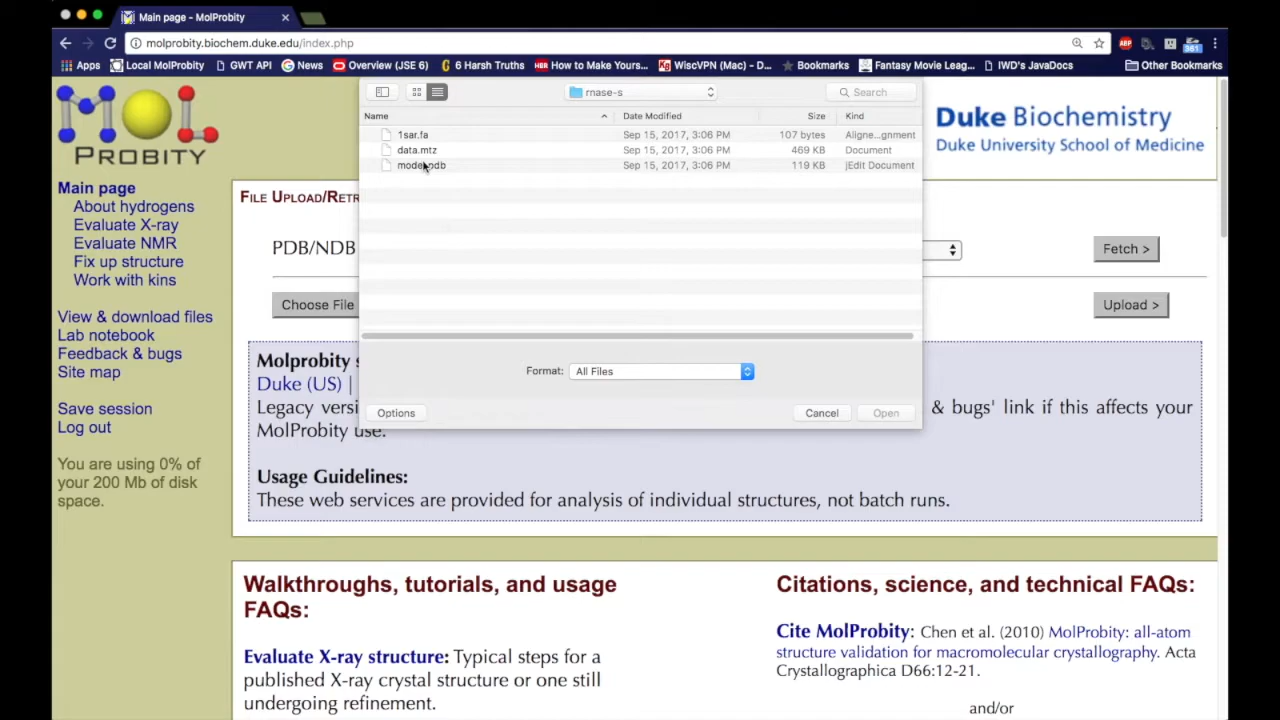 Main page - MolProbity
molprobity.biochem.duke.edu/index.php
ABP
361
Apps Local MolProbity GWT API News Overview (JSE 6) 6 Harsh Truths HBR How to Make Yours... Kg WiscVPN (Mac) - D... Bookmarks Fantasy Movie Leag... IWD's JavaDocs Other Bookmarks
MOL
PROBITY
rnase-s
Search
Name Date Modified Size Kind
1sar.fa Sep 15, 2017, 3:06 PM 107 bytes Aligne...gnment
data.mtz Sep 15, 2017, 3:06 PM 469 KB Document
model.pdb Sep 15, 2017, 3:06 PM 119 KB jEdit Document
Format: All Files
Options Cancel Open
Duke Biochemistry
Duke University School of Medicine
Main page
About hydrogens
Evaluate X-ray
Evaluate NMR
Fix up structure
Work with kins
View & download files
Lab notebook
Feedback & bugs
Site map
Save session
Log out
You are using 0% of
your 200 Mb of disk
space.
FILE UPLOAD/RETR
PDB/NDB Fetch >
Choose File Upload >
Molprobity s
Duke (US) |
Legacy versi & bugs' link if this affects your
MolProbity use.
Usage Guidelines:
These web services are provided for analysis of individual structures, not batch runs.
Walkthroughs, tutorials, and usage
FAQs:
Evaluate X-ray structure: Typical steps for a
published X-ray crystal structure or one still
undergoing refinement.
Citations, science, and technical FAQs:
Cite MolProbity: Chen et al. (2010) MolProbity: all-atom
structure validation for macromolecular crystallography. Acta
Crystallographica D66:12-21.
and/or